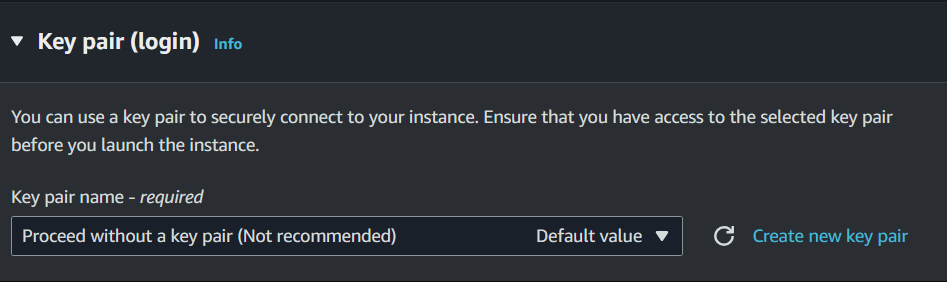 Key pair (login) Info
You can use a key pair to securely connect to your instance. Ensure that you have access to the selected key pair
before you launch the instance.
Key pair name - required
Proceed without a key pair (Not recommended) Default value Create new key pair